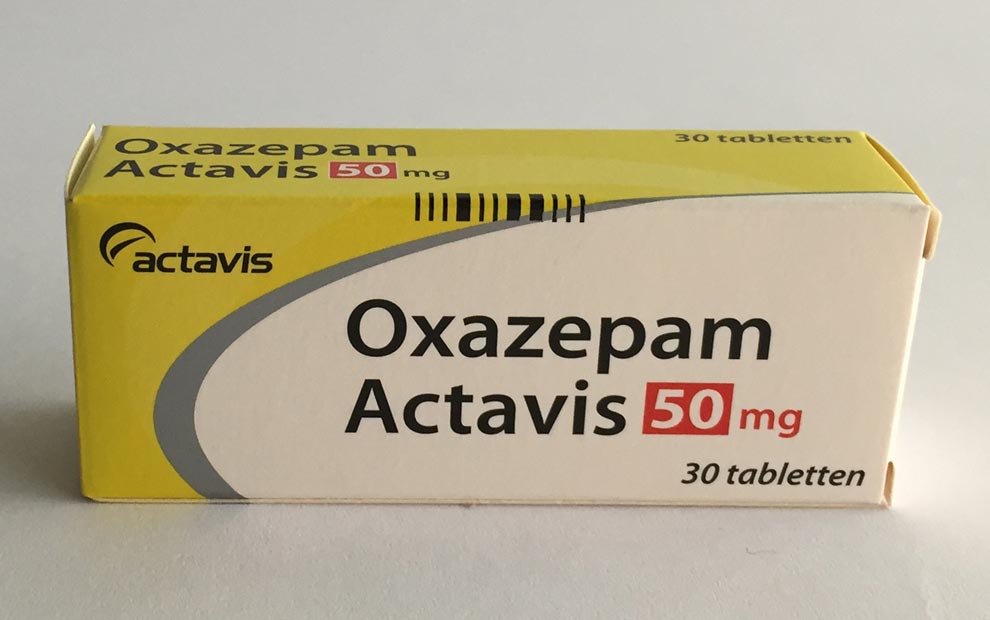 Oxazepam
Actavis 50 mg
30 tabletten
actavis
Oxazepam
Actavis 50 mg
30 tabletten